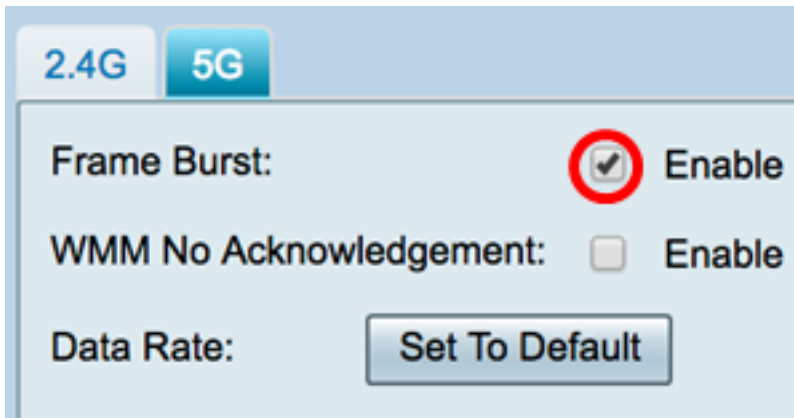 2.4G 5G
Frame Burst: Enable
WMM No Acknowledgement: Enable
Data Rate: Set To Default